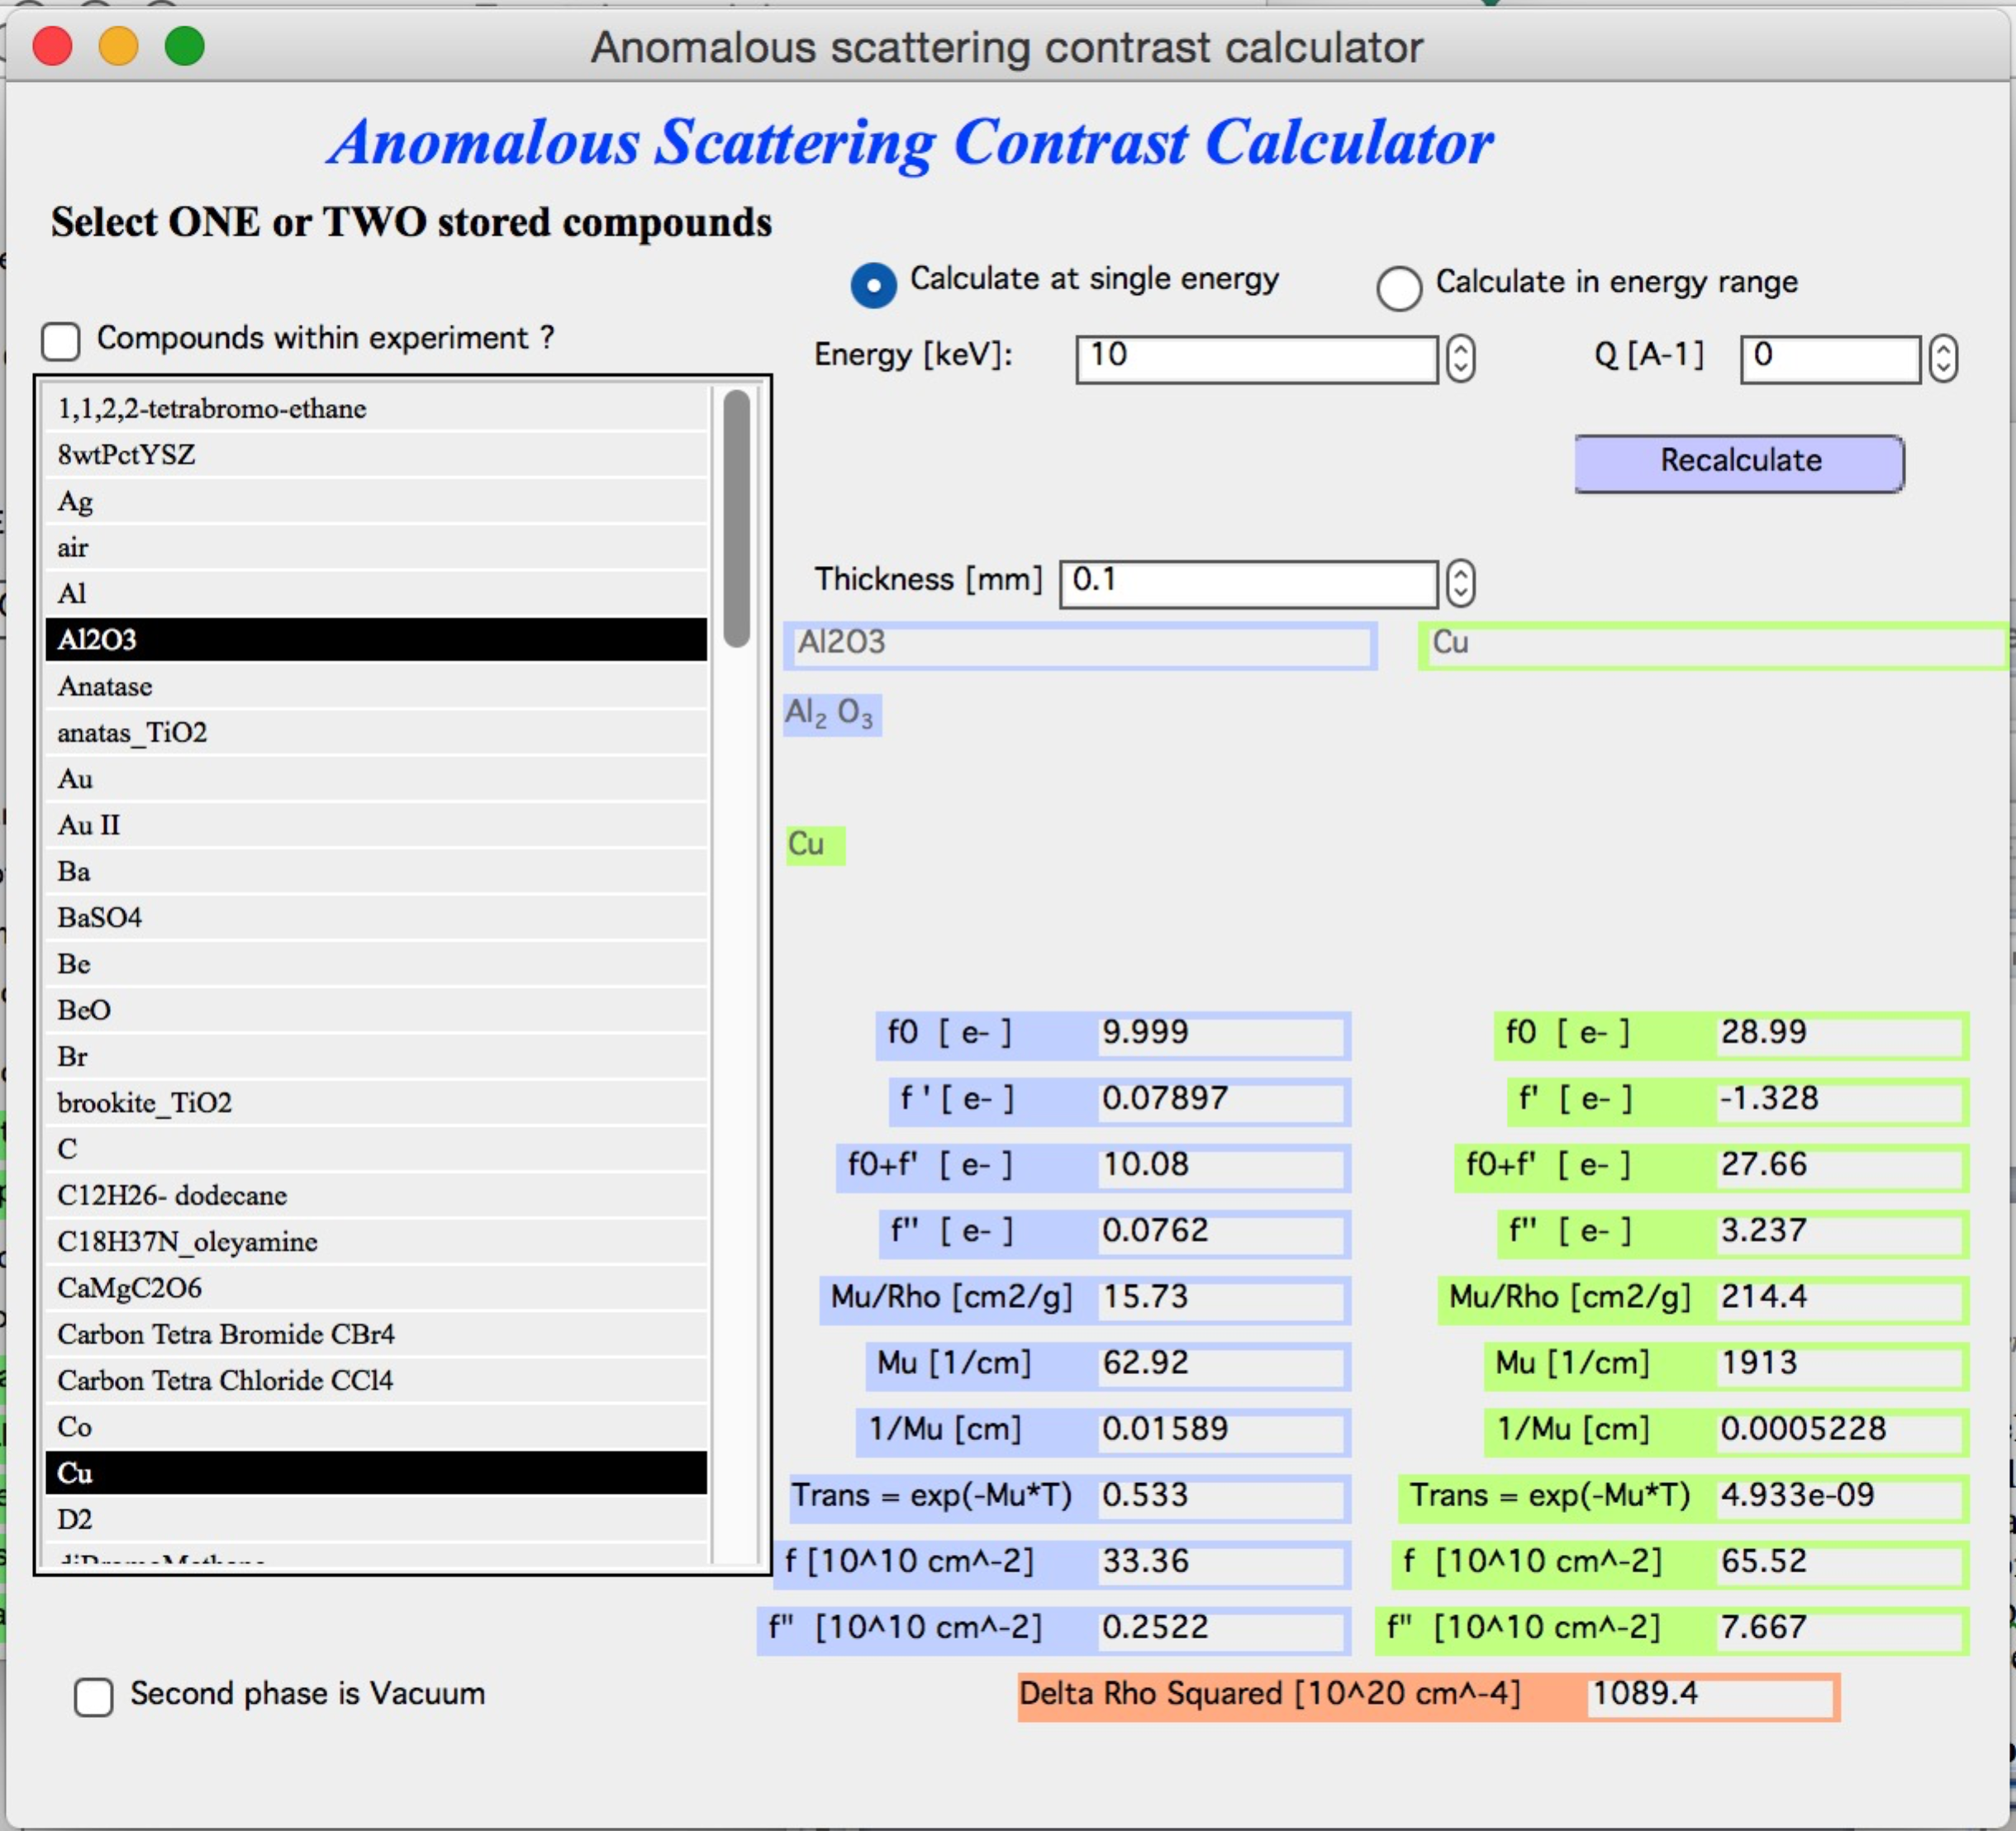 Anomalous scattering contrast calculator
Anomalous Scattering Contrast Calculator
Select ONE or TWO stored compounds
Calculate at single energy
Calculate in energy range
Compounds within experiment ?
Energy [keV]: 10
Q [A-1] 0
Recalculate
Thickness [mm] 0.1
1,1,2,2-tetrabromo-ethane
8wtPctYSZ
Ag
air
Al
Al2O3
Anatase
anatas_TiO2
Au
Au II
Ba
BaSO4
Be
BeO
Br
brookite_TiO2
C
C12H26- dodecane
C18H37N_oleyamine
CaMgC2O6
Carbon Tetra Bromide CBr4
Carbon Tetra Chloride CCl4
Co
Cu
D2
Al2O3
Cu
Al₂ O₃
Cu
f0 [ e- ] 9.999
f ' [ e- ] 0.07897
f0+f' [ e- ] 10.08
f'' [ e- ] 0.0762
Mu/Rho [cm2/g] 15.73
Mu [1/cm] 62.92
1/Mu [cm] 0.01589
Trans = exp(-Mu*T) 0.533
f [10^10 cm^-2] 33.36
f" [10^10 cm^-2] 0.2522
f0 [ e- ] 28.99
f' [ e- ] -1.328
f0+f' [ e- ] 27.66
f'' [ e- ] 3.237
Mu/Rho [cm2/g] 214.4
Mu [1/cm] 1913
1/Mu [cm] 0.0005228
Trans = exp(-Mu*T) 4.933e-09
f [10^10 cm^-2] 65.52
f" [10^10 cm^-2] 7.667
Second phase is Vacuum
Delta Rho Squared [10^20 cm^-4] 1089.4